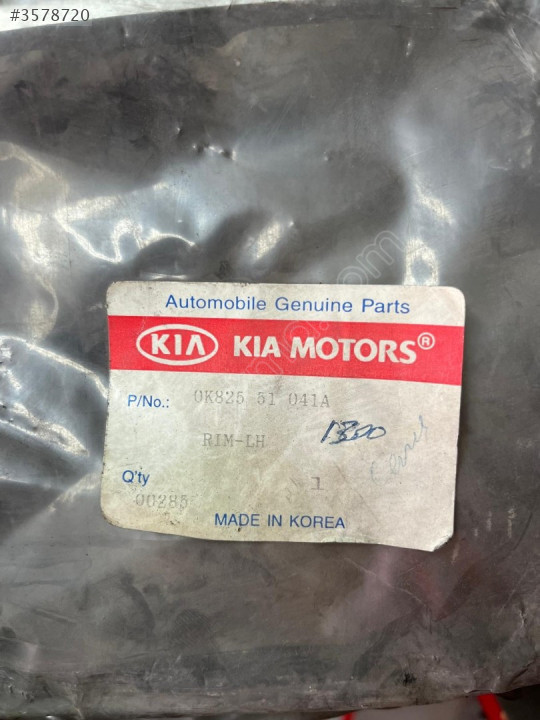 #3578720
Automobile Genuine Parts
KIA KIA MOTORS®
P/No.: 0K825 51 041A
RIM-LH 1300
Q'ty 1
00285
MADE IN KOREA